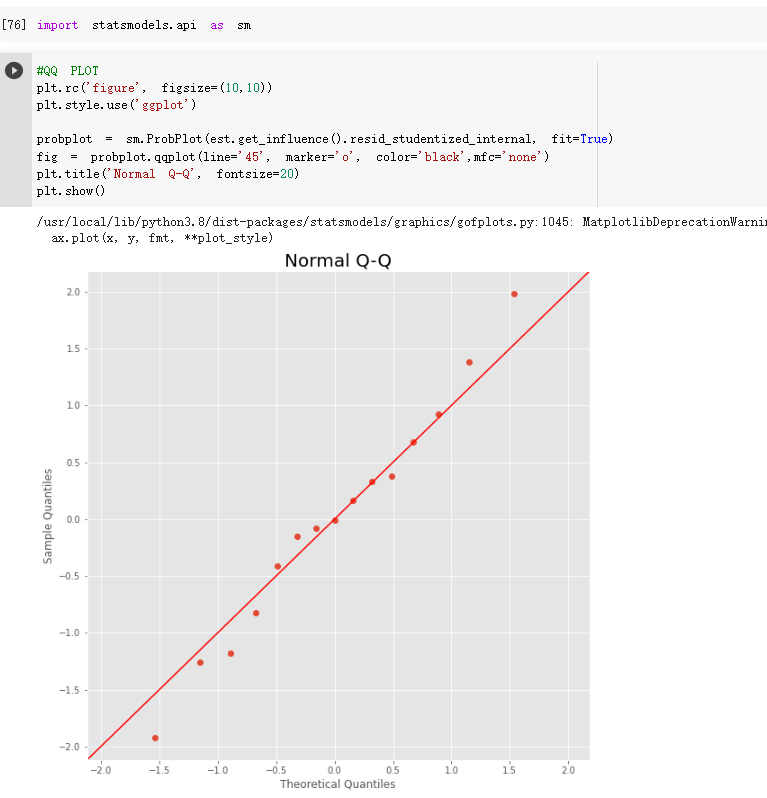 [76] import statsmodels.api as sm
#QQ PLOT
plt.rc('figure', figsize=(10,10))
plt.style.use('ggplot')
probplot = sm.ProbPlot(est.get_influence().resid_studentized_internal, fit=True)
fig = probplot.qqplot(line='45', marker='o', color='black',mfc='none')
plt.title('Normal Q-Q', fontsize=20)
plt.show()
/usr/local/lib/python3.8/dist-packages/statsmodels/graphics/gofplots.py:1045: MatplotlibDeprecationWarni
ax.plot(x, y, fmt, **plot_style)
Normal Q-Q
2.0
1.5
1.0
0.5
0.0
−0.5
−1.0
−1.5
−2.0
Sample Quantiles
−2.0 −1.5 −1.0 −0.5 0.0 0.5 1.0 1.5 2.0
Theoretical Quantiles